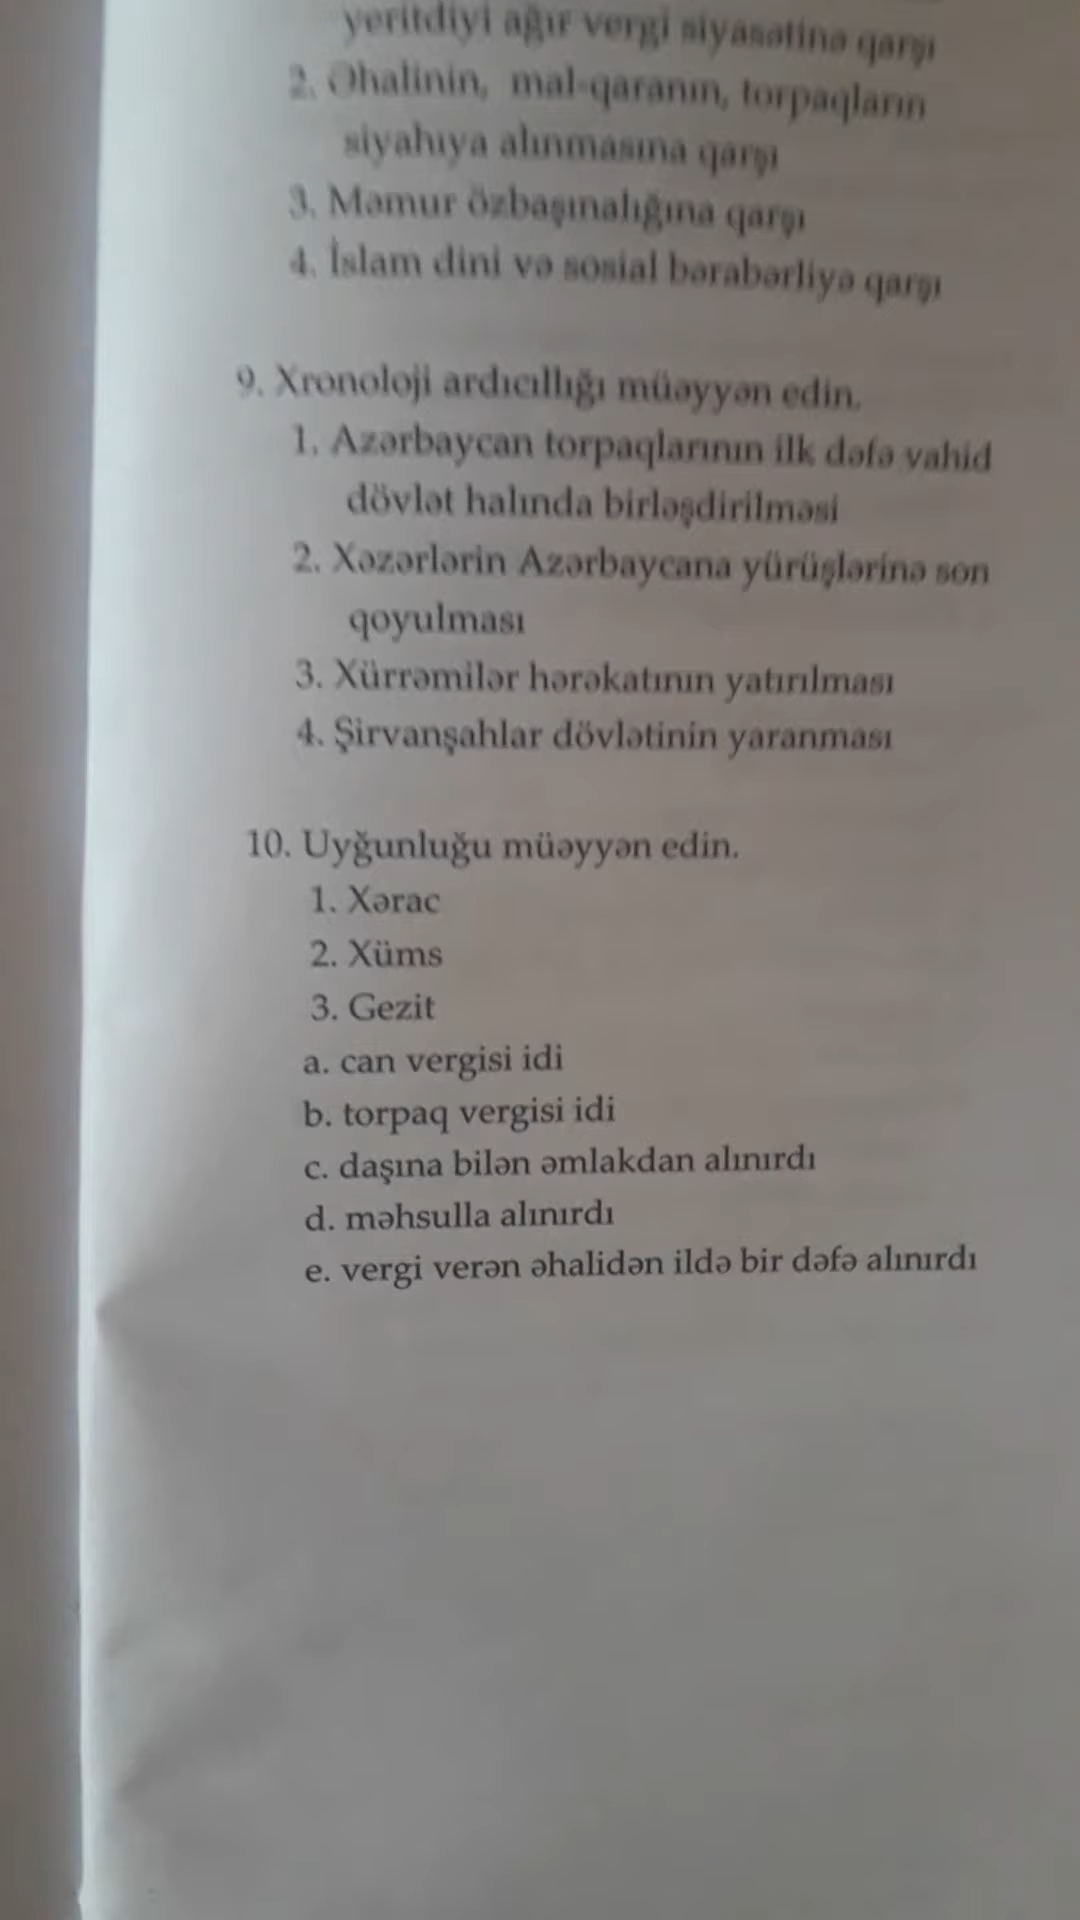 yeritdiyi ağır vergi siyasətinə qarşı
2. Əhalinin, mal-qaranın, torpaqların
siyahıya alınmasına qarşı
3. Məmur özbaşınalığına qarşı
4. İslam dini və sosial bərabərliyə qarşı
9. Xronoloji ardıcıllığı müəyyən edin.
1. Azərbaycan torpaqlarının ilk dəfə vahid
dövlət halında birləşdirilməsi
2. Xəzərlərin Azərbaycana yürüşlərinə son
qoyulması
3. Xürrəmilər hərəkatının yatırılması
4. Şirvanşahlar dövlətinin yaranması
10. Uyğunluğu müəyyən edin.
1. Xərac
2. Xüms
3. Gezit
a. can vergisi idi
b. torpaq vergisi idi
c. daşına bilən əmlakdan alınırdı
d. məhsulla alınırdı
e. vergi verən əhalidən ildə bir dəfə alınırdı